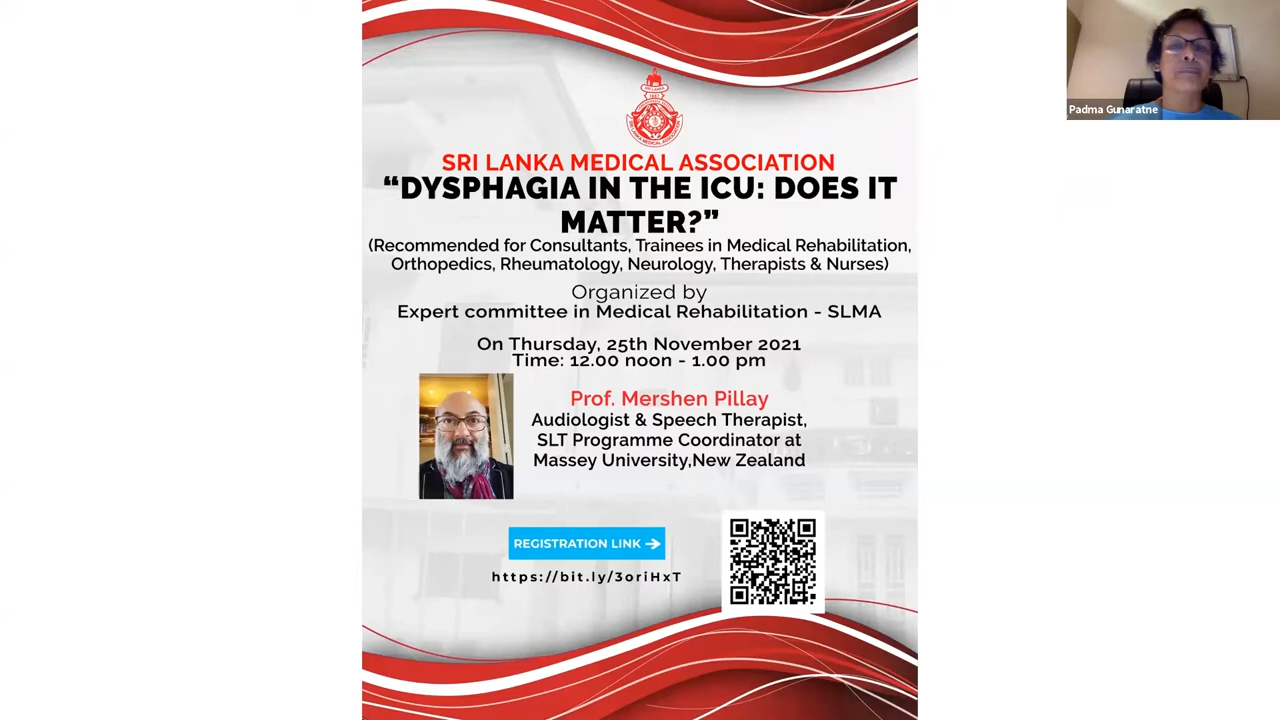 SRI LANKA MEDICAL ASSOCIATION
“DYSPHAGIA IN THE ICU: DOES IT
MATTER?”
(Recommended for Consultants, Trainees in Medical Rehabilitation,
Orthopedics, Rheumatology, Neurology, Therapists & Nurses)
Organized by
Expert committee in Medical Rehabilitation - SLMA
On Thursday, 25th November 2021
Time: 12.00 noon - 1.00 pm
Prof. Mershen Pillay
Audiologist & Speech Therapist,
SLT Programme Coordinator at
Massey University,New Zealand
REGISTRATION LINK →
https://bit.ly/3oriHxT
Padma Gunaratne